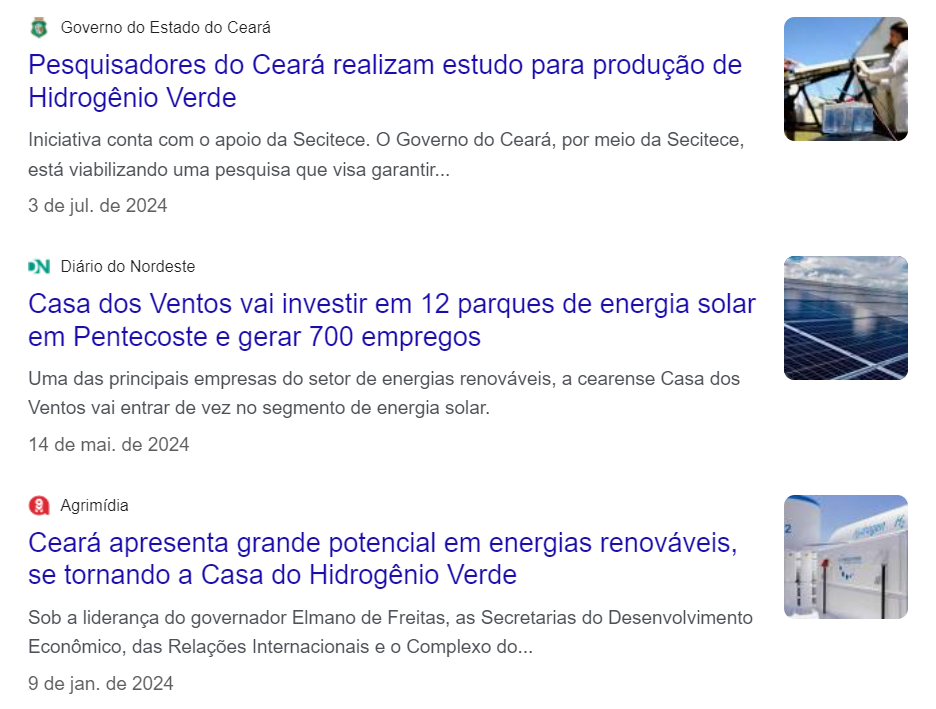 Governo do Estado do Ceará
Pesquisadores do Ceará realizam estudo para produção de
Hidrogênio Verde
Iniciativa conta com o apoio da Secitece. O Governo do Ceará, por meio da Secitece,
está viabilizando uma pesquisa que visa garantir...
3 de jul. de 2024
DN Diário do Nordeste
Casa dos Ventos vai investir em 12 parques de energia solar
em Pentecoste e gerar 700 empregos
Uma das principais empresas do setor de energias renováveis, a cearense Casa dos
Ventos vai entrar de vez no segmento de energia solar.
14 de mai. de 2024
Agrimídia
Ceará apresenta grande potencial em energias renováveis,
se tornando a Casa do Hidrogênio Verde
Sob a liderança do governador Elmano de Freitas, as Secretarias do Desenvolvimento
Econômico, das Relações Internacionais e o Complexo do...
9 de jan. de 2024
2
Hydrogen H₂